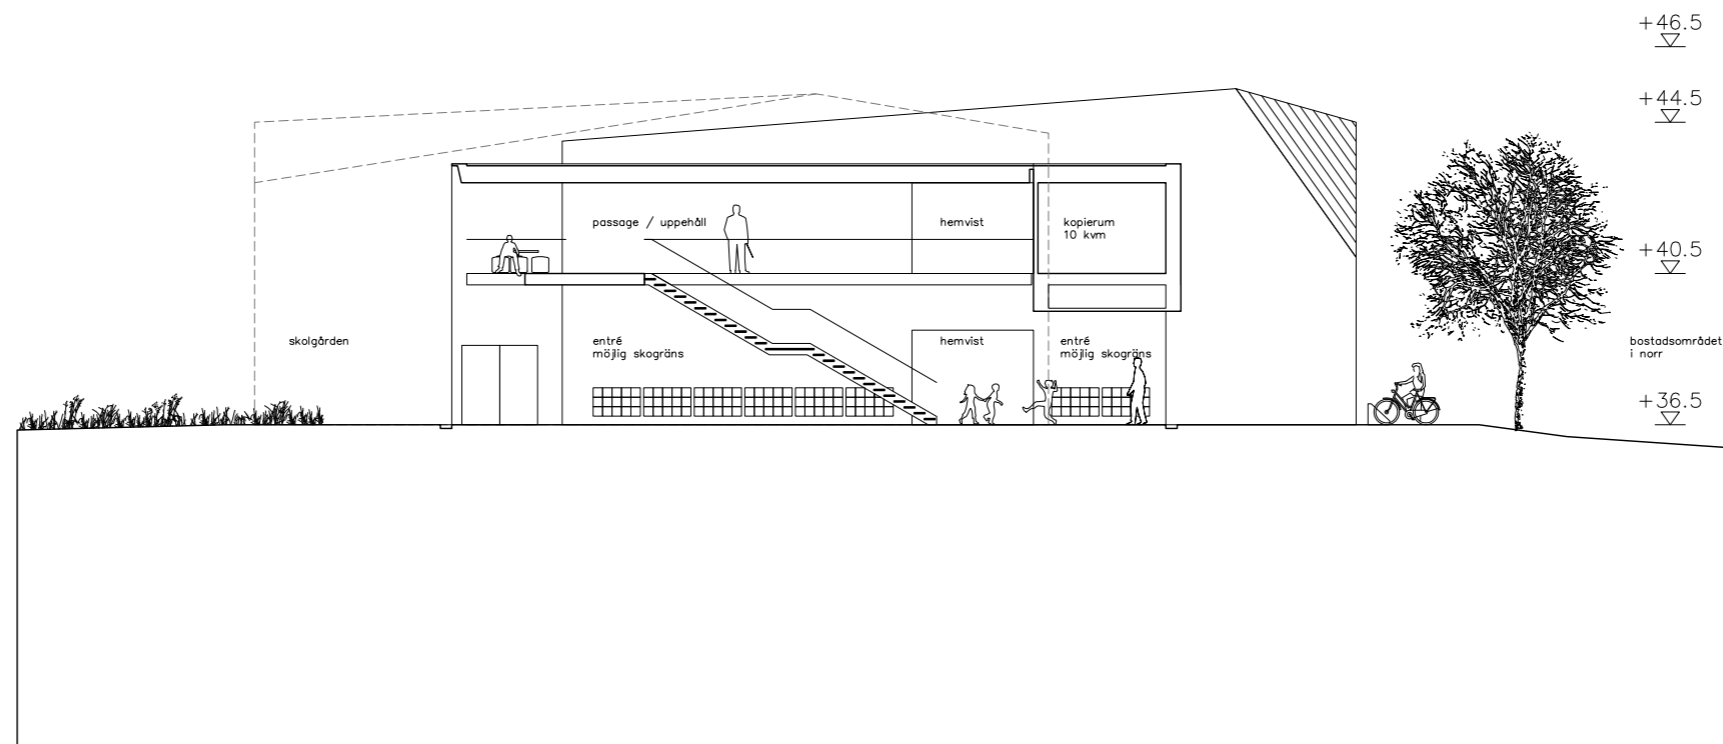 +46.5
+44.5
passage / uppehåll
hemvist
kopierum
10 kvm
+40.5
skolgården
entré
möjlig skogräns
hemvist
entré
möjlig skogräns
bostadsområdet
i norr
+36.5